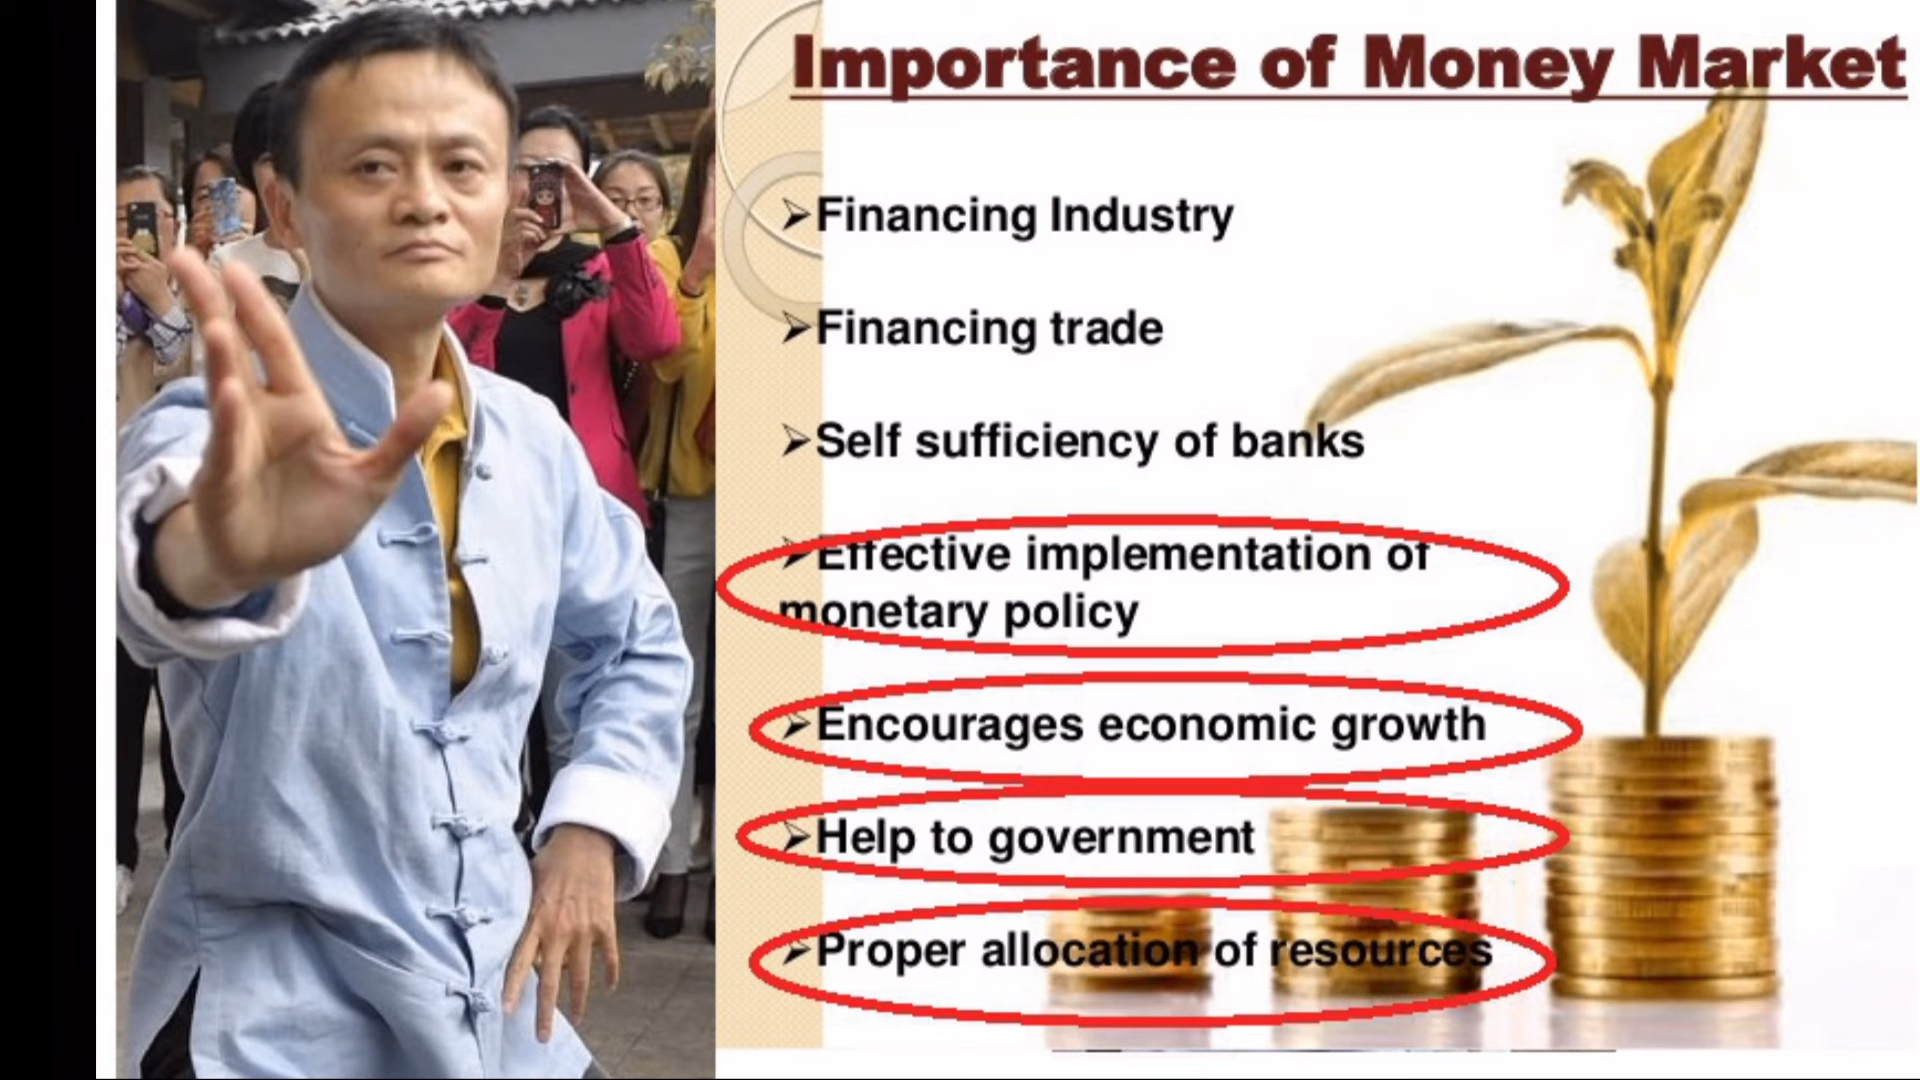 Importance of Money Market
➢Financing Industry
➢Financing trade
➢Self sufficiency of banks
➢Effective implementation of
monetary policy
➢Encourages economic growth
➢Help to government
➢Proper allocation of resources